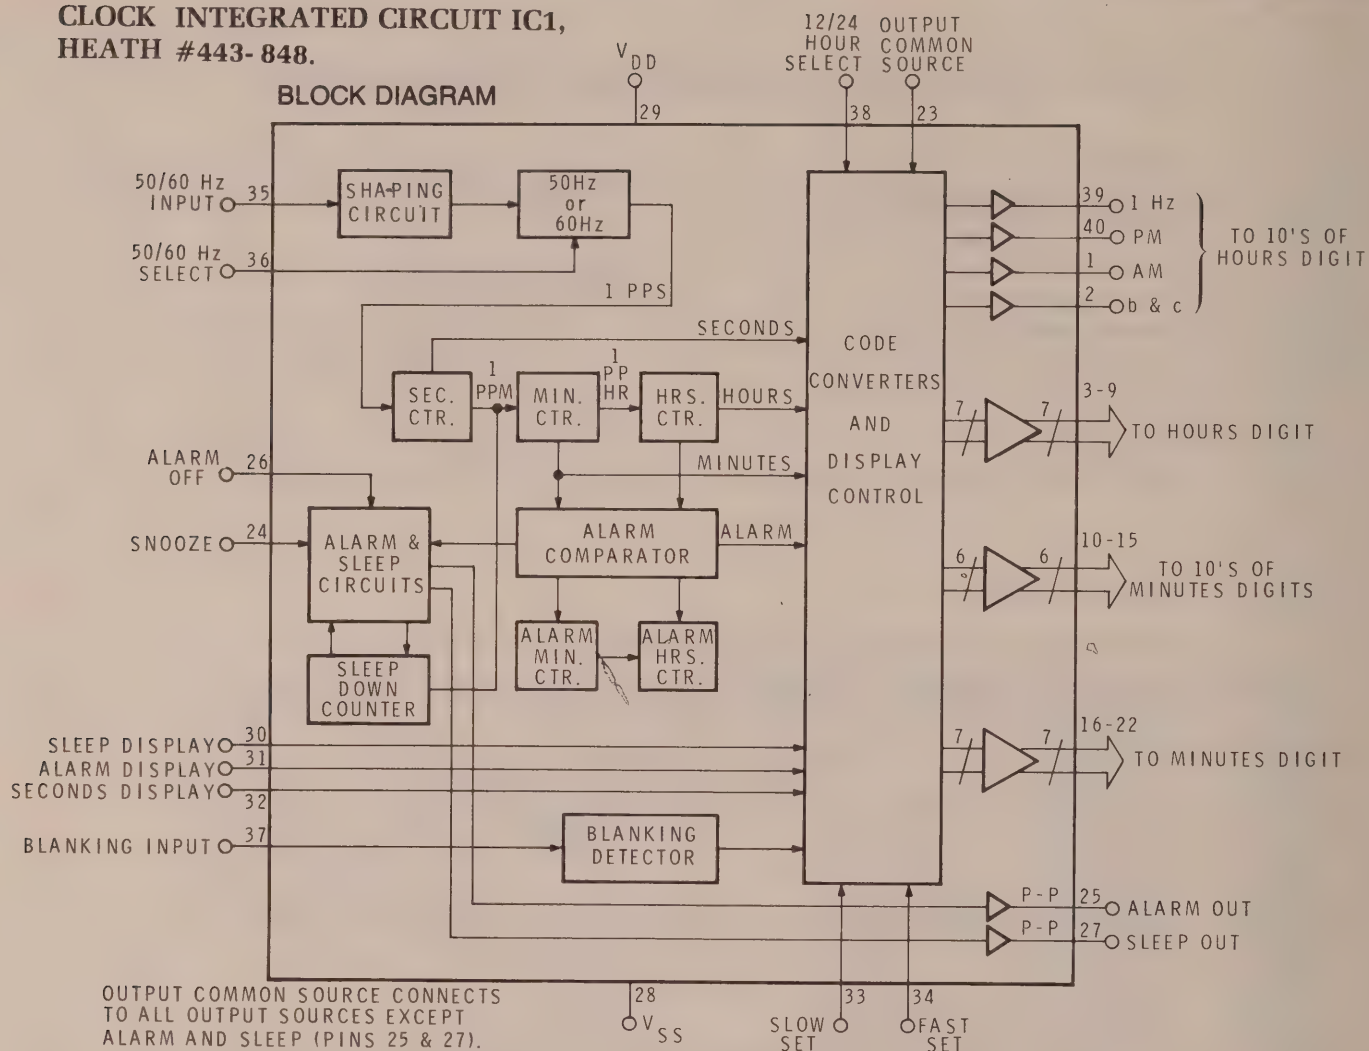 CLOCK INTEGRATED CIRCUIT IC1,
HEATH #443-848.
BLOCK DIAGRAM
VDD
29
12/24
HOUR
SELECT
38
OUTPUT
COMMON
SOURCE
23
50/60 Hz
INPUT
35
SHAPING
CIRCUIT
50Hz
or
60Hz
50/60 Hz
SELECT
36
1 PPS
39
1 Hz
40
PM
1
AM
2
b & c
TO 10'S OF
HOURS DIGIT
SECONDS
SEC.
CTR.
1
PPM
MIN.
CTR.
1
PP
HR
HRS.
CTR.
HOURS
MINUTES
CODE
CONVERTERS
AND
DISPLAY
CONTROL
7
7
3-9
TO HOURS DIGIT
ALARM
OFF
26
SNOOZE
24
ALARM &
SLEEP
CIRCUITS
ALARM
COMPARATOR
ALARM
6
6
10-15
TO 10'S OF
MINUTES DIGITS
SLEEP
DOWN
COUNTER
ALARM
MIN.
CTR.
ALARM
HRS.
CTR.
SLEEP DISPLAY
30
ALARM DISPLAY
31
SECONDS DISPLAY
32
7
7
16-22
TO MINUTES DIGIT
BLANKING INPUT
37
BLANKING
DETECTOR
P-P
25
ALARM OUT
P-P
27
SLEEP OUT
OUTPUT COMMON SOURCE CONNECTS
TO ALL OUTPUT SOURCES EXCEPT
ALARM AND SLEEP (PINS 25 & 27).
28
VSS
33
SLOW
SET
34
FAST
SET